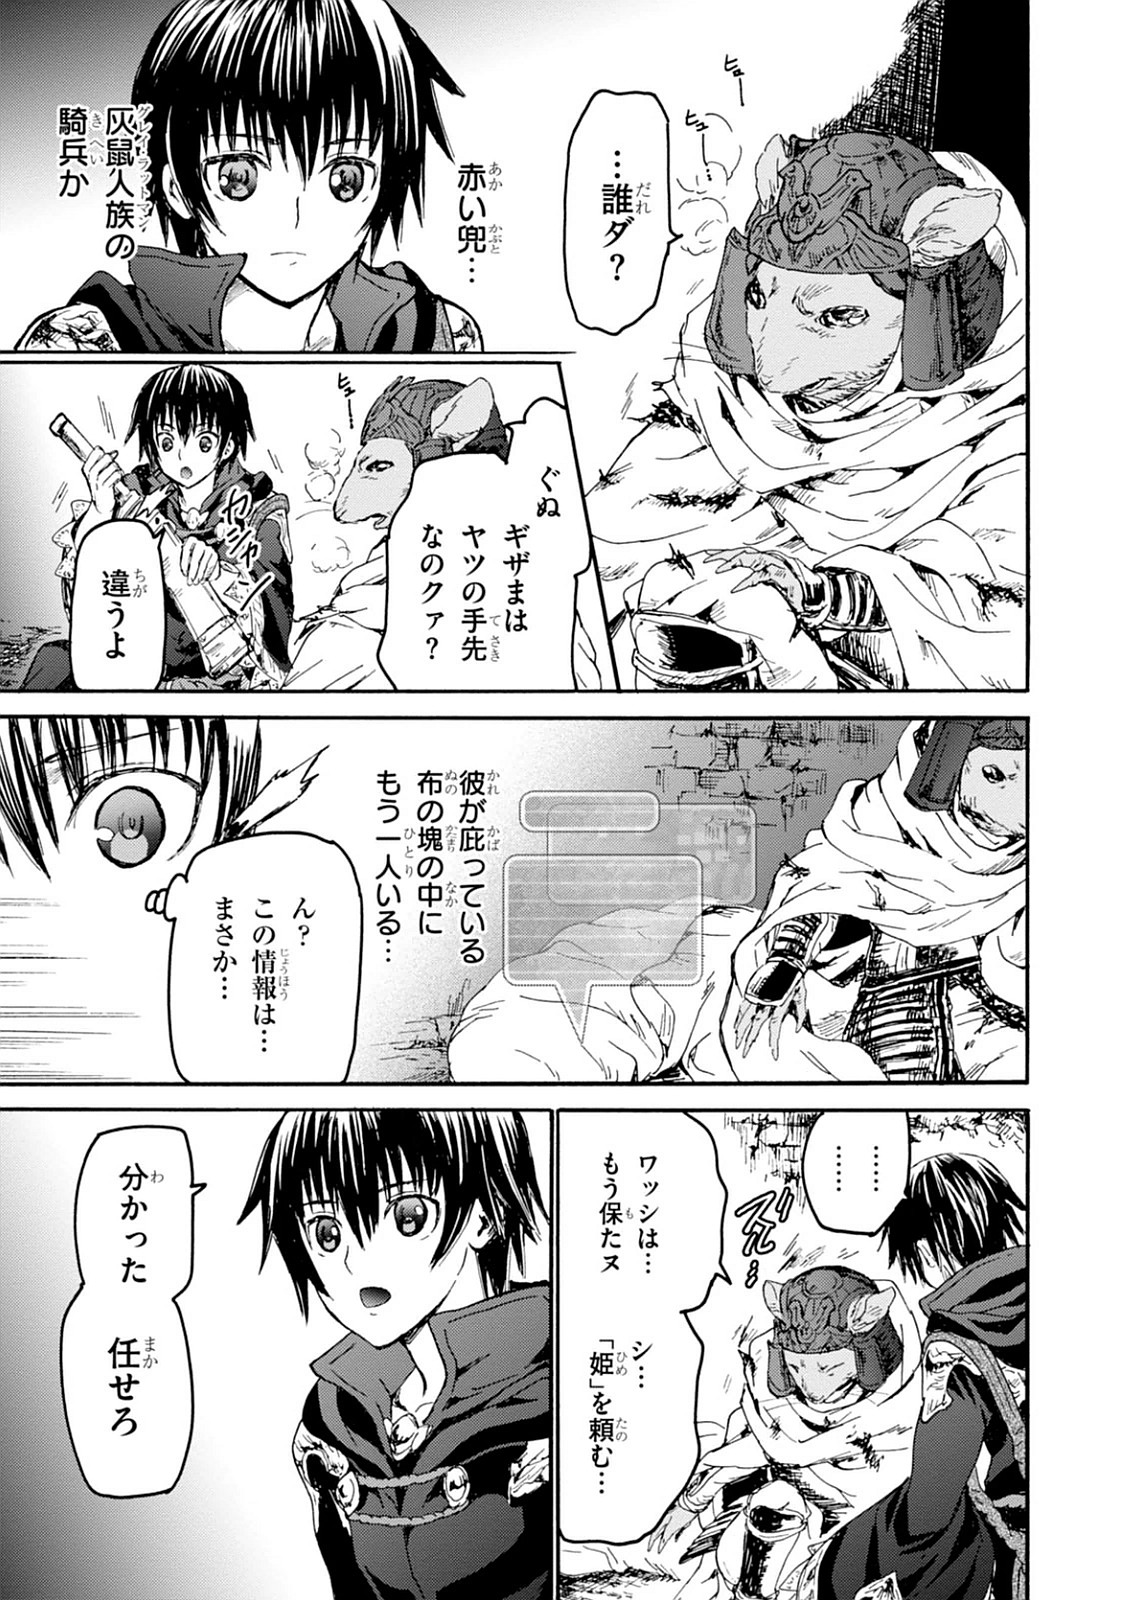 ヒュー…
ヒュー…
…誰ダ？
赤い兜…
灰鼠人族の
騎兵か
ぐぬ
ギザまは
ヤツの手先
なのクァ？
ヒュー…
ガシャン
違うよ
彼が庇っている
布の塊の中に
もう一人いる…
ん？
この情報は…
まさか…
……
……
ワッシは…
もう保たヌ
シ…
「姫」を頼む…
分かった
任せろ